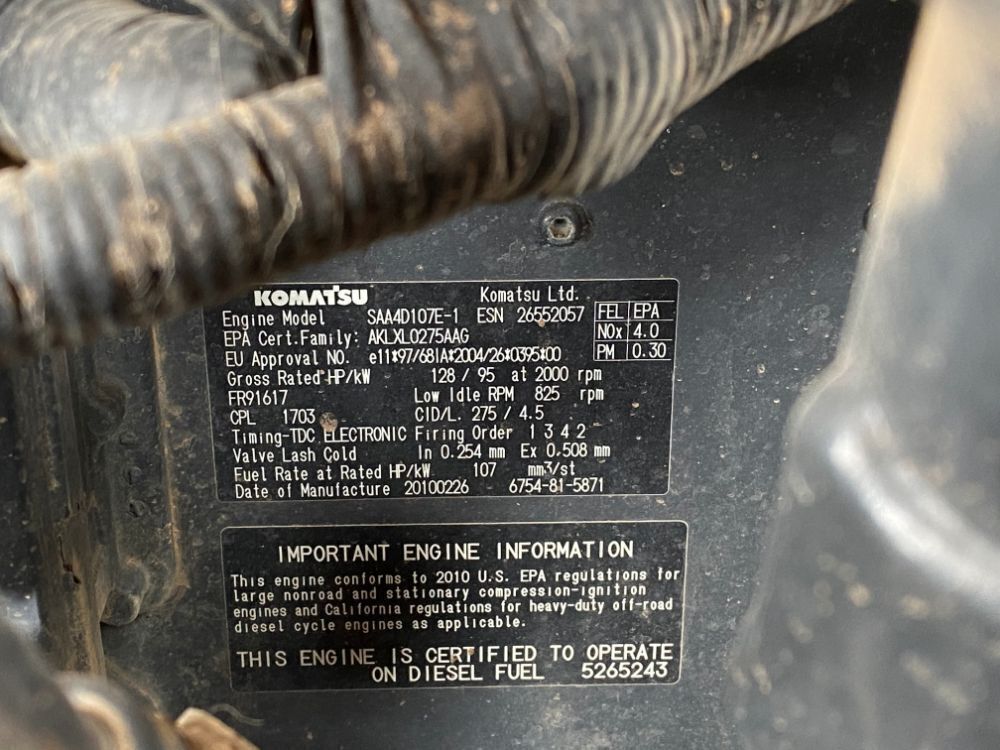 KOMATSU Komatsu Ltd.
Engine Model SAA4D107E-1 ESN 26552057 FEL EPA
EPA Cert.Family: AKLXL0275AAG NOx 4.0
EU Approval NO. e11*97/68IA*2004/26*0395*00 PM 0.30
Gross Rated HP/kW 128 / 95 at 2000 rpm
FR91617 Low Idle RPM 825 rpm
CPL 1703 CID/L. 275 / 4.5
Timing-TDC ELECTRONIC Firing Order 1 3 4 2
Valve Lash Cold In 0.254 mm Ex 0.508 mm
Fuel Rate at Rated HP/kW 107 mm3/st
Date of Manufacture 20100226 6754-81-5871
IMPORTANT ENGINE INFORMATION
This engine conforms to 2010 U.S. EPA regulations for
large nonroad and stationary compression-ignition
engines and California regulations for heavy-duty off-road
diesel cycle engines as applicable.
THIS ENGINE IS CERTIFIED TO OPERATE
ON DIESEL FUEL 5265243